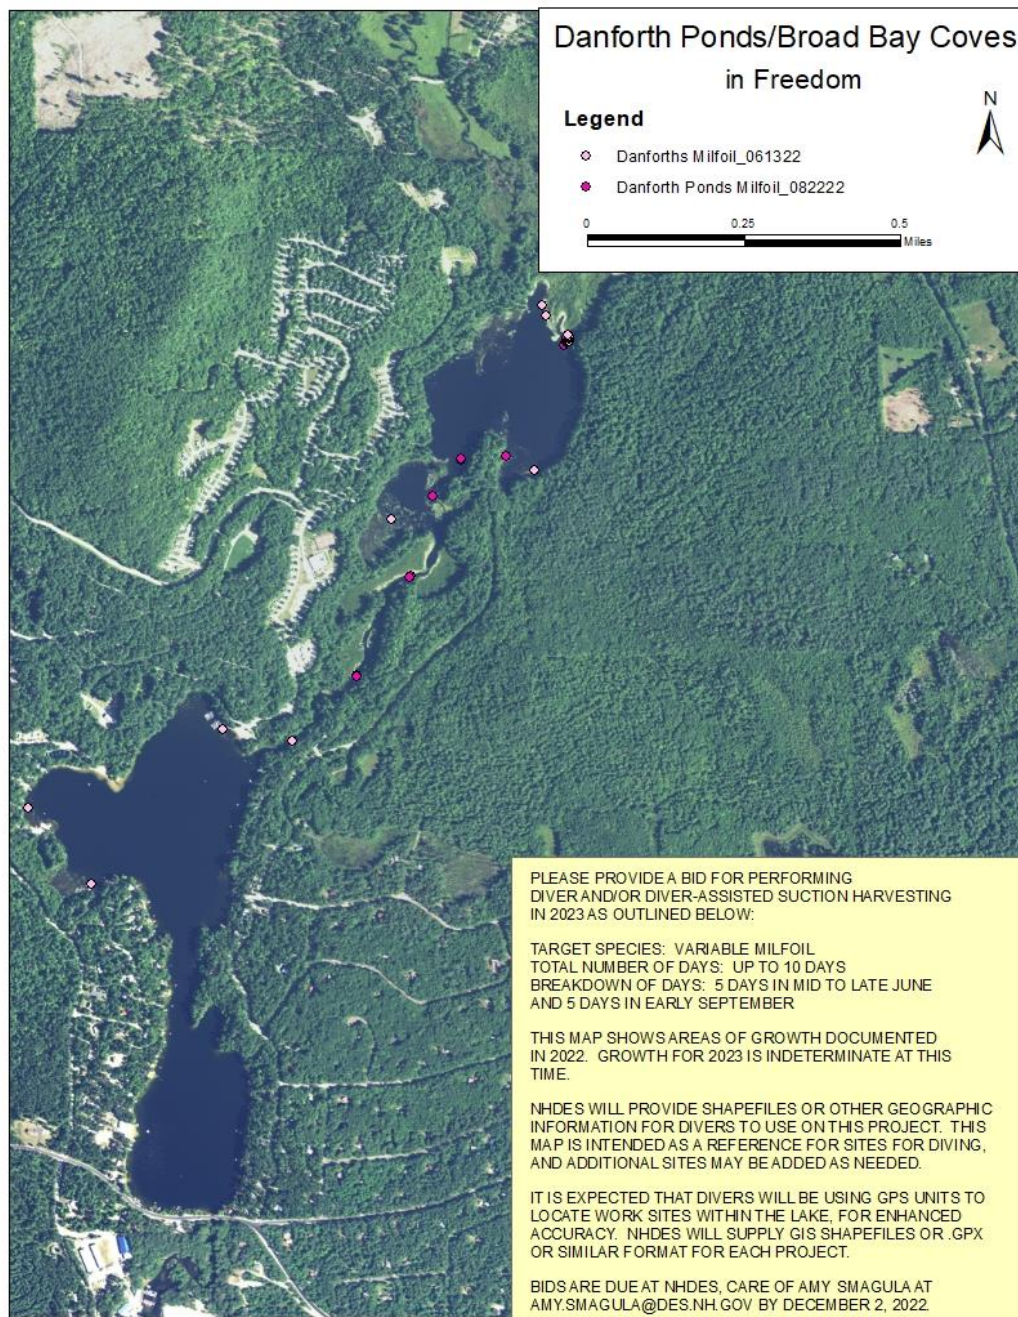 Danforth Ponds/Broad Bay Coves
in Freedom
N
Legend
Danforths Milfoil_061322
Danforth Ponds Milfoil_082222
0 0.25 0.5
Miles
PLEASE PROVIDE A BID FOR PERFORMING
DIVER AND/OR DIVER-ASSISTED SUCTION HARVESTING
IN 2023 AS OUTLINED BELOW:
TARGET SPECIES: VARIABLE MILFOIL
TOTAL NUMBER OF DAYS: UP TO 10 DAYS
BREAKDOWN OF DAYS: 5 DAYS IN MID TO LATE JUNE
AND 5 DAYS IN EARLY SEPTEMBER
THIS MAP SHOWS AREAS OF GROWTH DOCUMENTED
IN 2022. GROWTH FOR 2023 IS INDETERMINATE AT THIS
TIME.
NHDES WILL PROVIDE SHAPEFILES OR OTHER GEOGRAPHIC
INFORMATION FOR DIVERS TO USE ON THIS PROJECT. THIS
MAP IS INTENDED AS A REFERENCE FOR SITES FOR DIVING,
AND ADDITIONAL SITES MAY BE ADDED AS NEEDED.
IT IS EXPECTED THAT DIVERS WILL BE USING GPS UNITS TO
LOCATE WORK SITES WITHIN THE LAKE, FOR ENHANCED
ACCURACY. NHDES WILL SUPPLY GIS SHAPEFILES OR .GPX
OR SIMILAR FORMAT FOR EACH PROJECT.
BIDS ARE DUE AT NHDES, CARE OF AMY SMAGULA AT
AMY.SMAGULA@DES.NH.GOV BY DECEMBER 2, 2022.